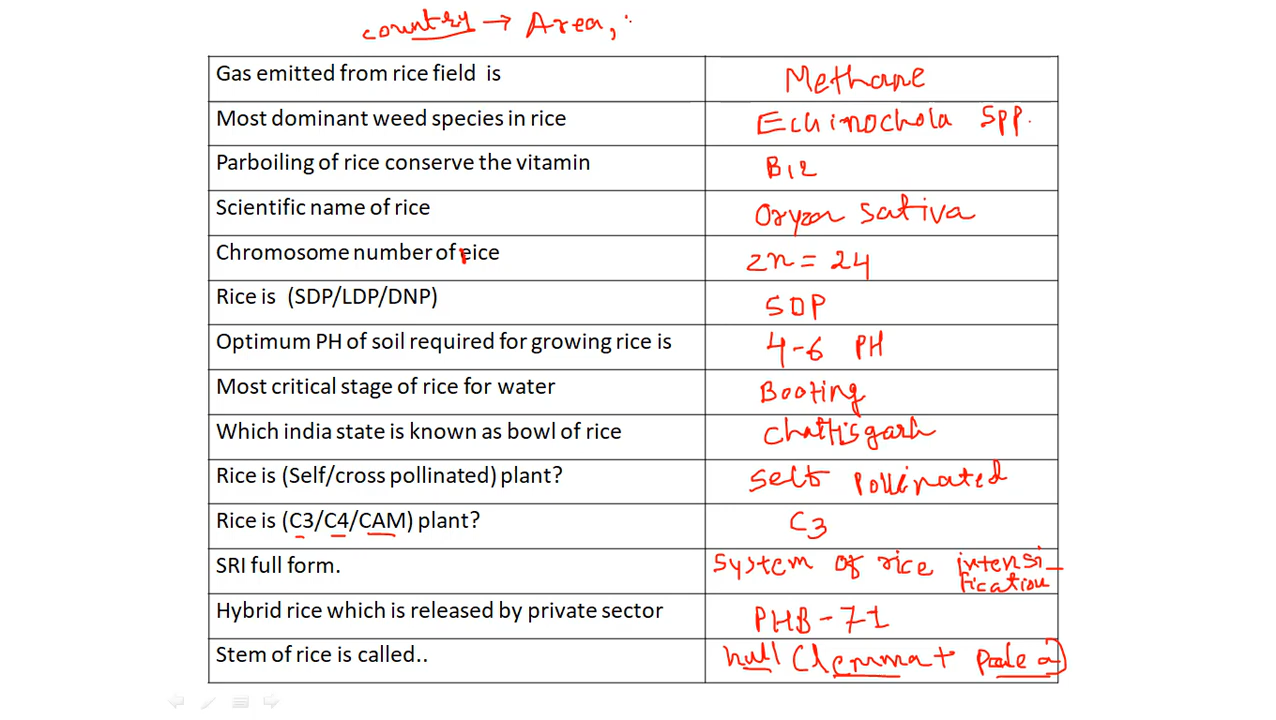 country → Area,
Gas emitted from rice field is Methane
Most dominant weed species in rice Echinochola Spp.
Parboiling of rice conserve the vitamin B12
Scientific name of rice Oryza sativa
Chromosome number of rice 2n = 24
Rice is (SDP/LDP/DNP) SDP
Optimum PH of soil required for growing rice is 4-6 PH
Most critical stage of rice for water Booting
Which india state is known as bowl of rice Chattisgarh
Rice is (Self/cross pollinated) plant? Self Pollinated
Rice is (C3/C4/CAM) plant? C3
SRI full form. System of rice intensi-
fication
Hybrid rice which is released by private sector PHB-71
Stem of rice is called.. hull (lemma + palea)